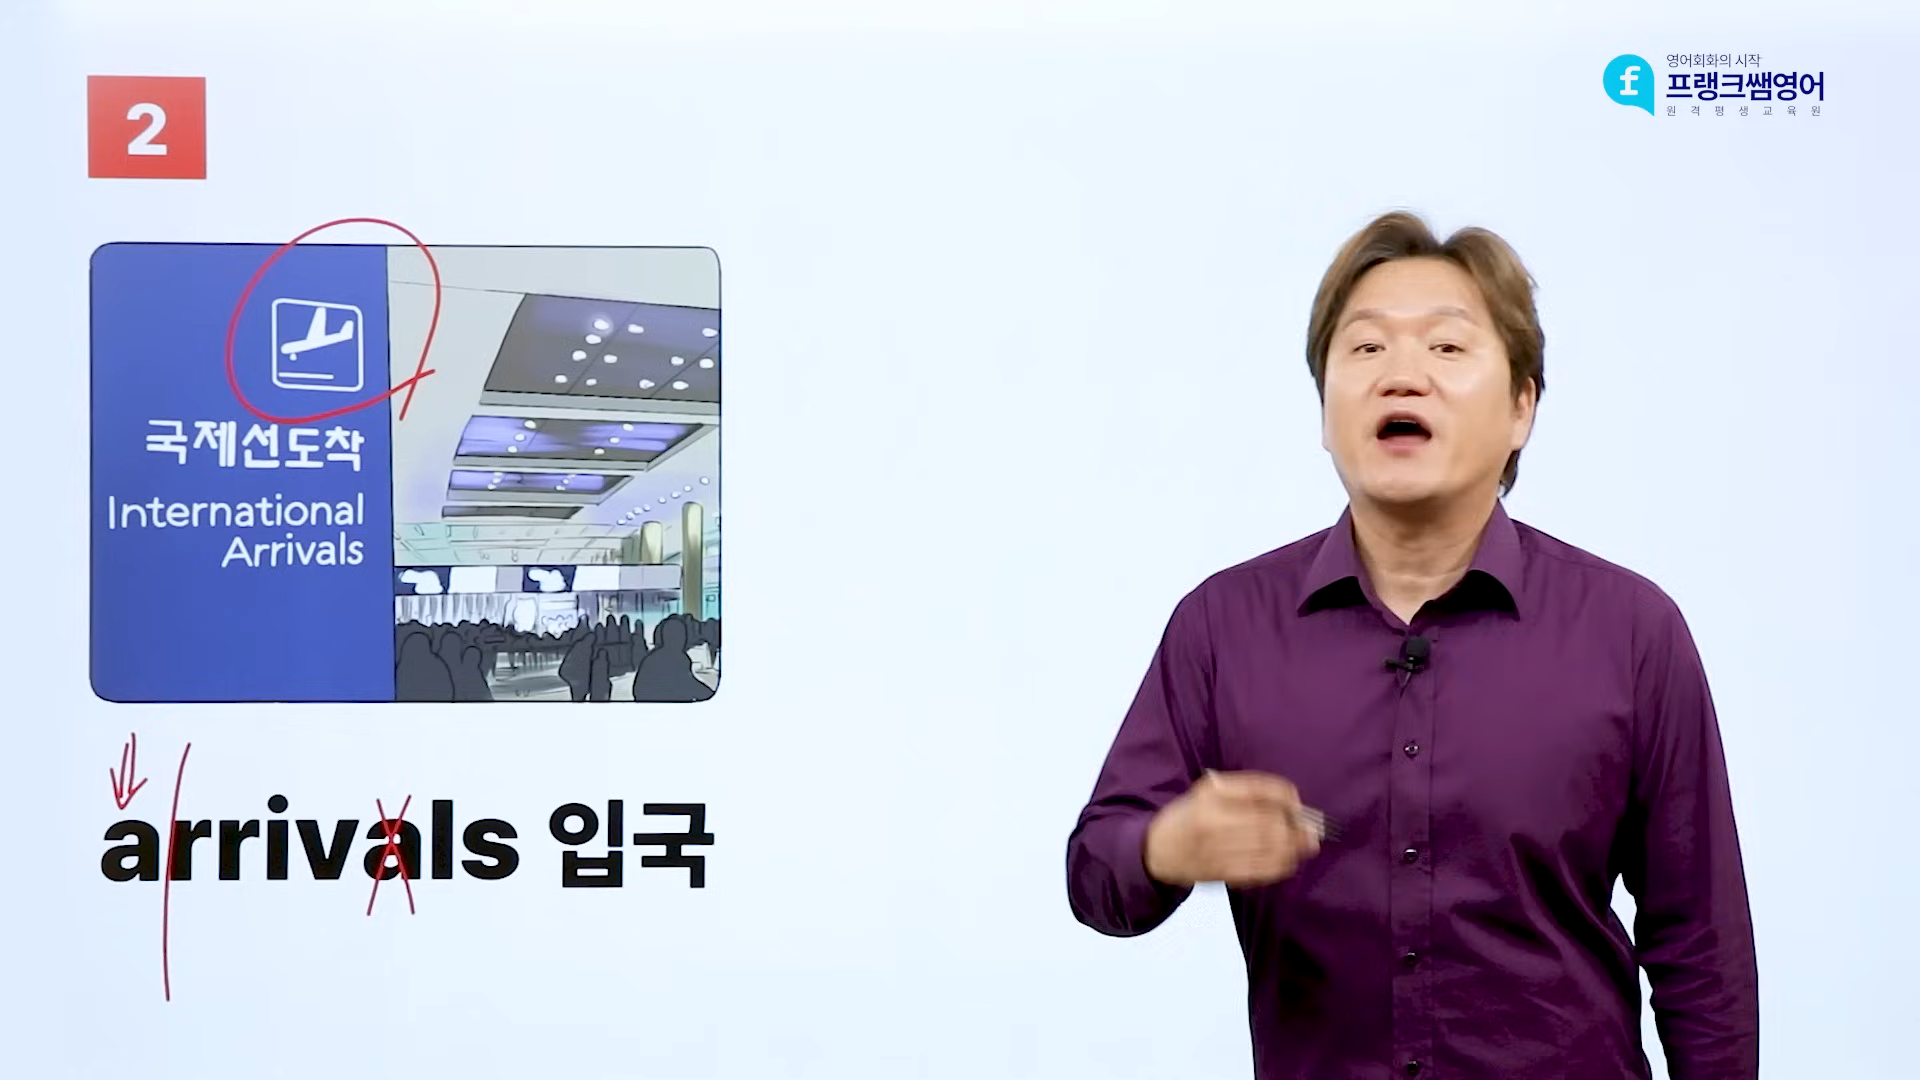 2
영어회화의 시작
프랭크쌤영어
원격평생교육원
국제선도착
International
Arrivals
arrivals 입국